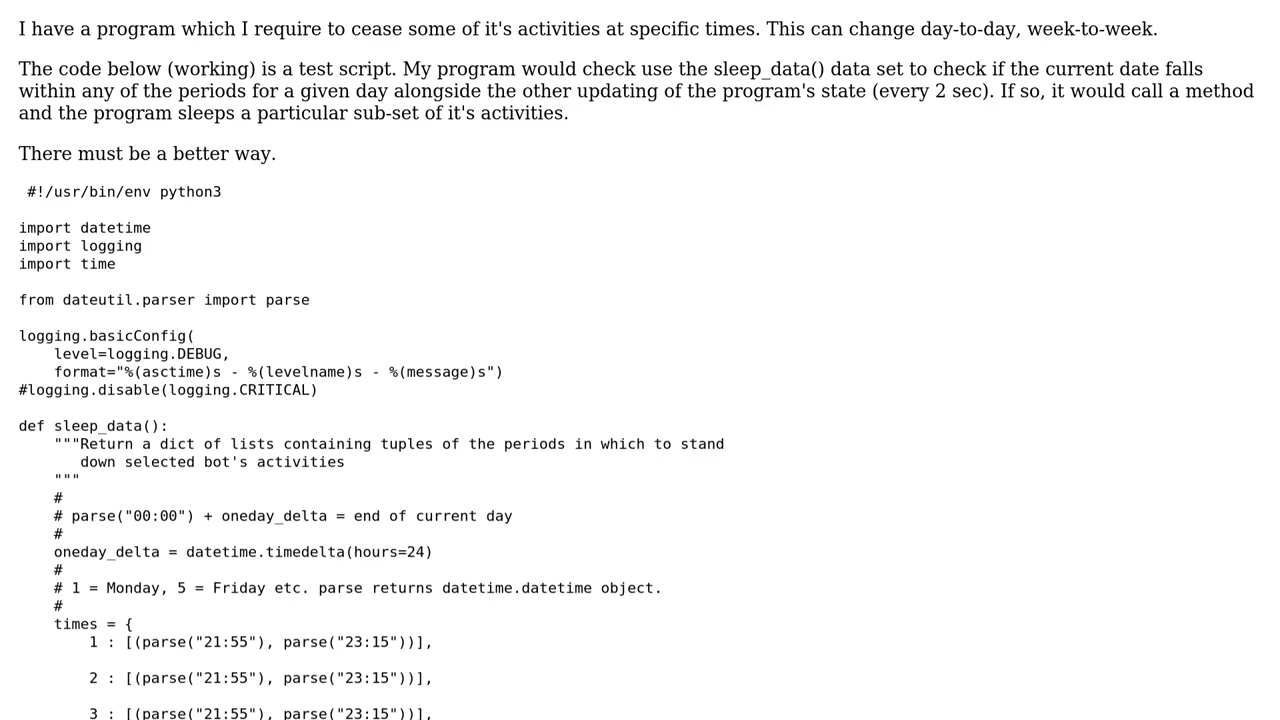 I have a program which I require to cease some of it's activities at specific times. This can change day-to-day, week-to-week.
The code below (working) is a test script. My program would check use the sleep_data() data set to check if the current date falls
within any of the periods for a given day alongside the other updating of the program's state (every 2 sec). If so, it would call a method
and the program sleeps a particular sub-set of it's activities.
There must be a better way.
#!/usr/bin/env python3
import datetime
import logging
import time
from dateutil.parser import parse
logging.basicConfig(
    level=logging.DEBUG,
    format="%(asctime)s - %(levelname)s - %(message)s")
#logging.disable(logging.CRITICAL)
def sleep_data():
    """Return a dict of lists containing tuples of the periods in which to stand
       down selected bot's activities
    """
    #
    # parse("00:00") + oneday_delta = end of current day
    #
    oneday_delta = datetime.timedelta(hours=24)
    #
    # 1 = Monday, 5 = Friday etc. parse returns datetime.datetime object.
    #
    times = {
        1 : [(parse("21:55"), parse("23:15"))],
        2 : [(parse("21:55"), parse("23:15"))],
        3 : [(parse("21:55"), parse("23:15"))],